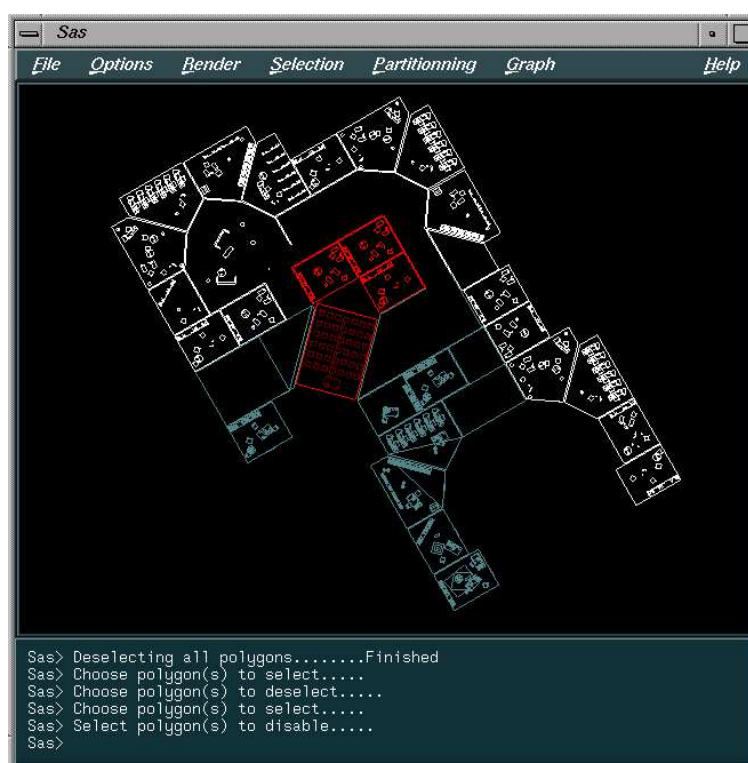 Sas
File Options Render Selection Partitionning Graph Help
Sas> Deselecting all polygons........Finished
Sas> Choose polygon(s) to select.....
Sas> Choose polygon(s) to deselect.....
Sas> Choose polygon(s) to select.....
Sas> Select polygon(s) to disable.....
Sas>